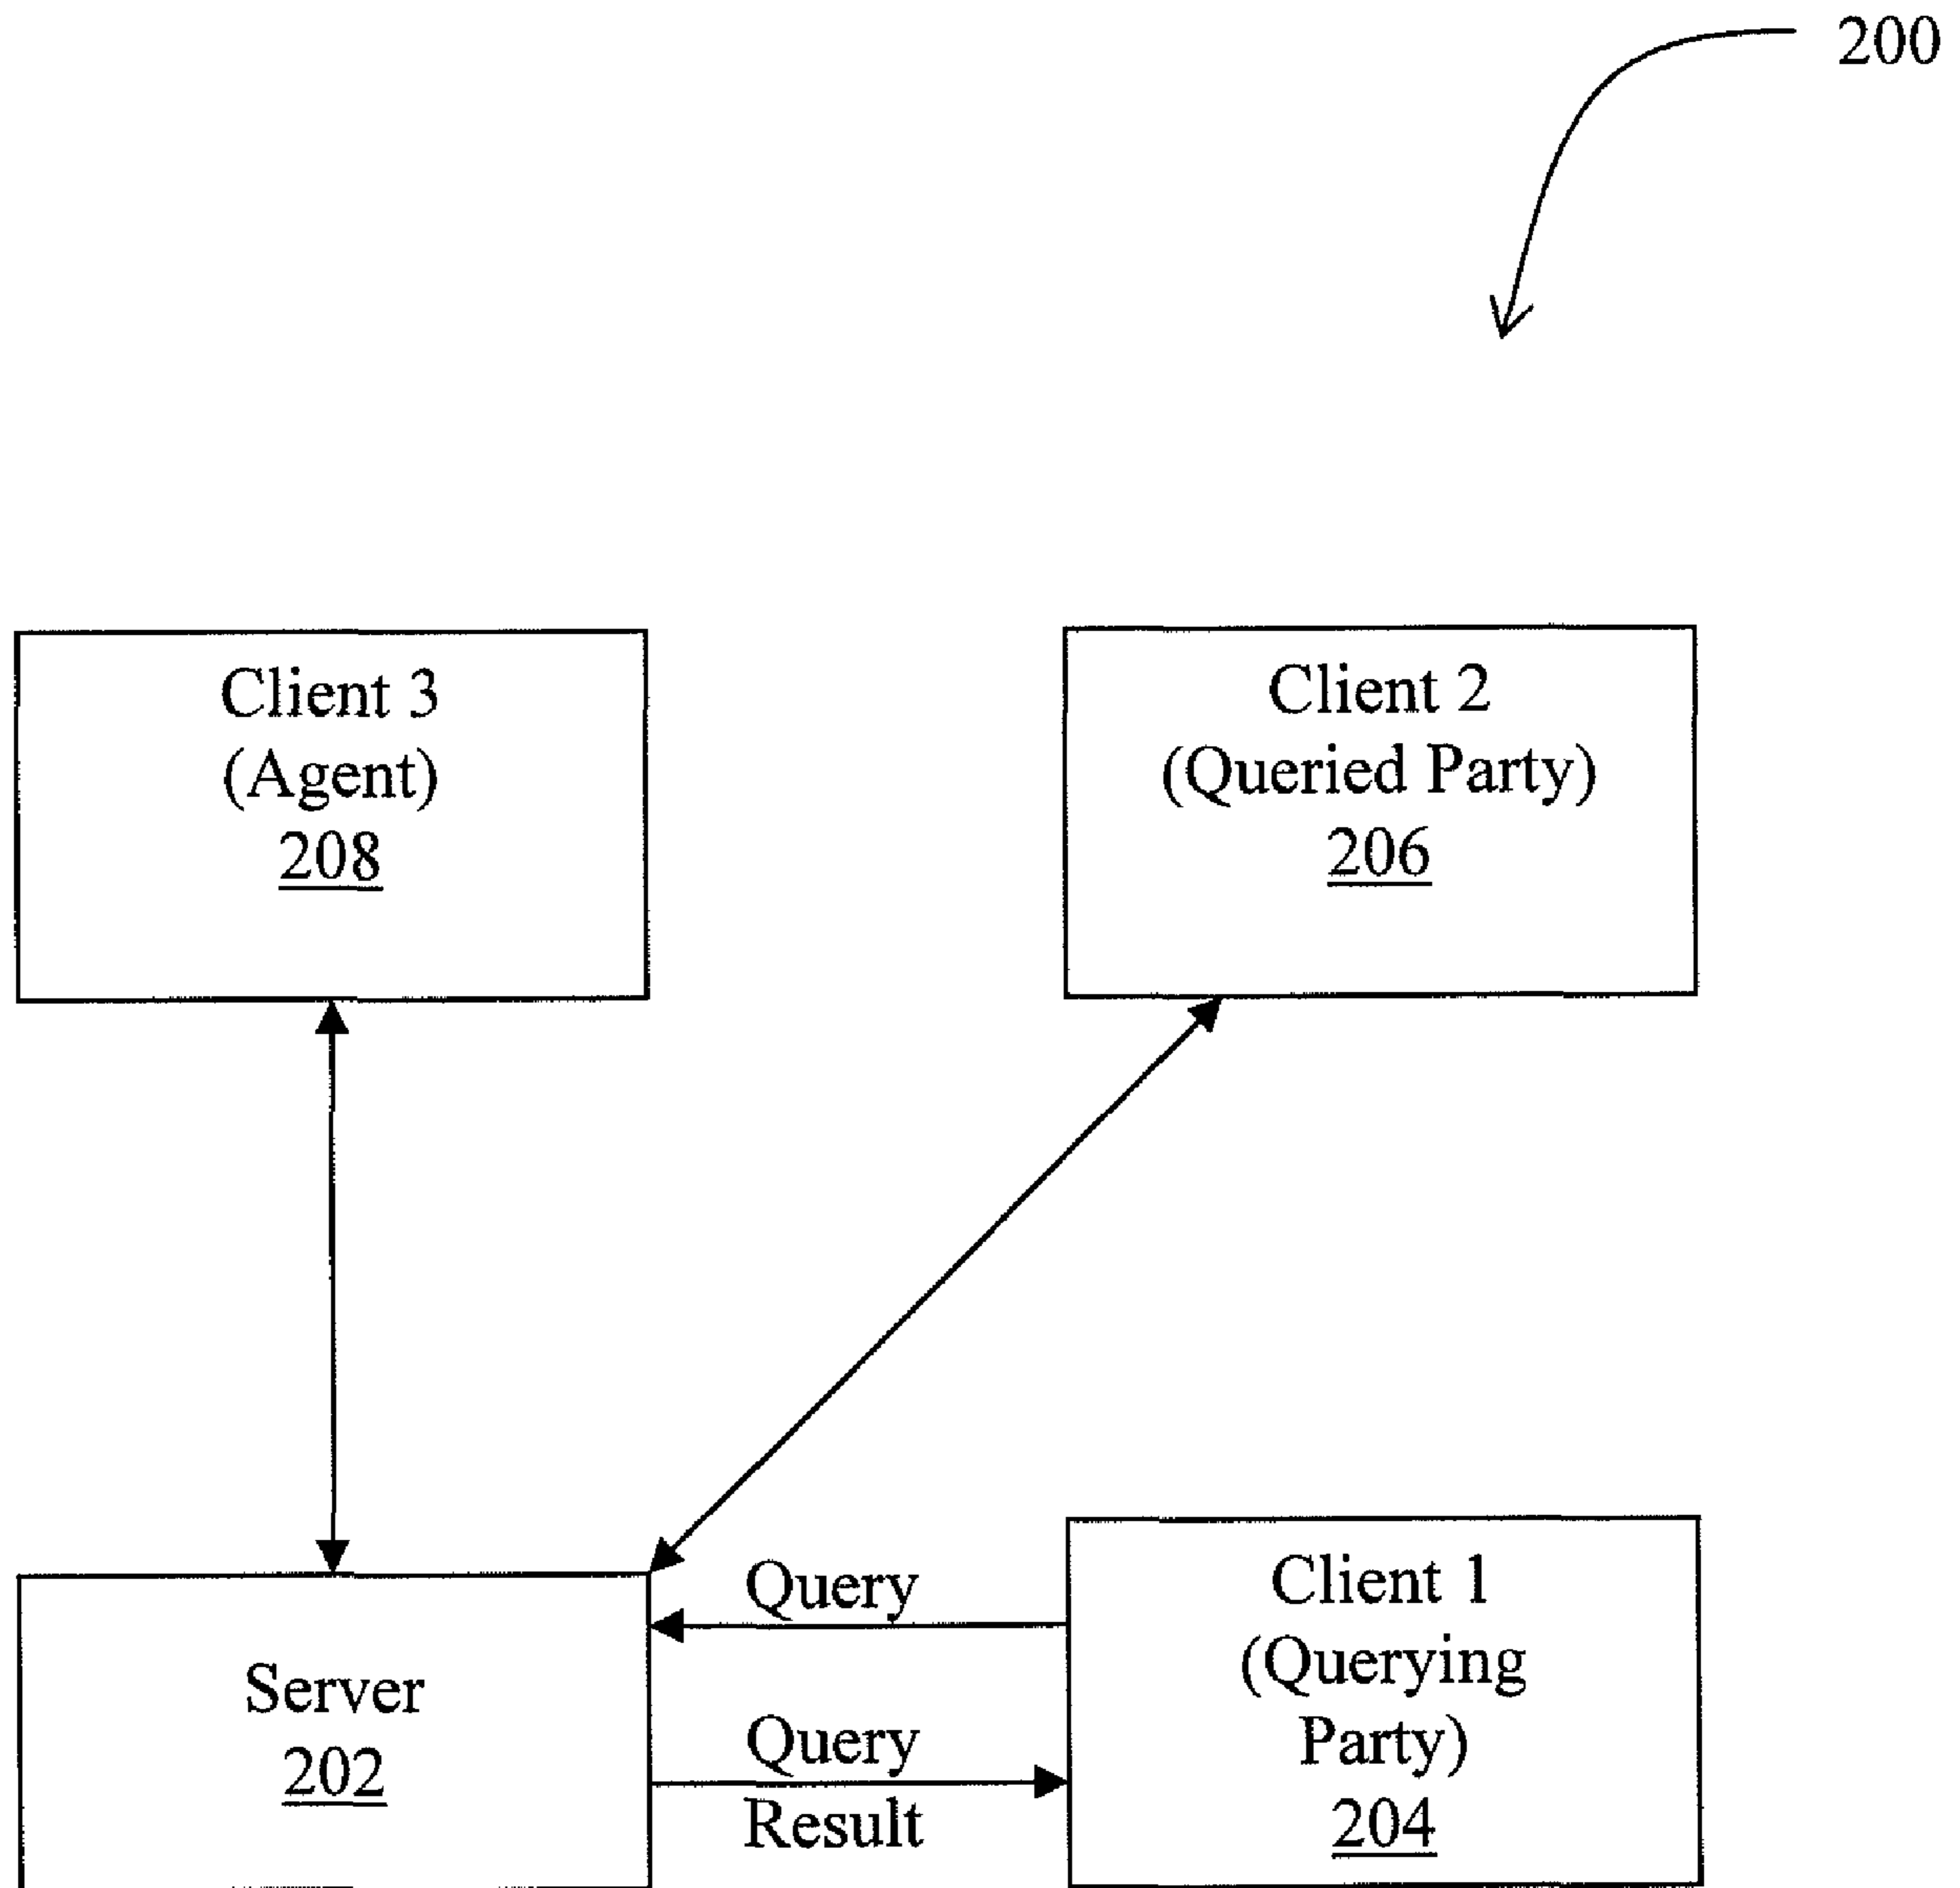 200
Client 3
(Agent)
208
Client 2
(Queried Party)
206
Query
Query
Result
Server
202
Client 1
(Querying
Party)
204